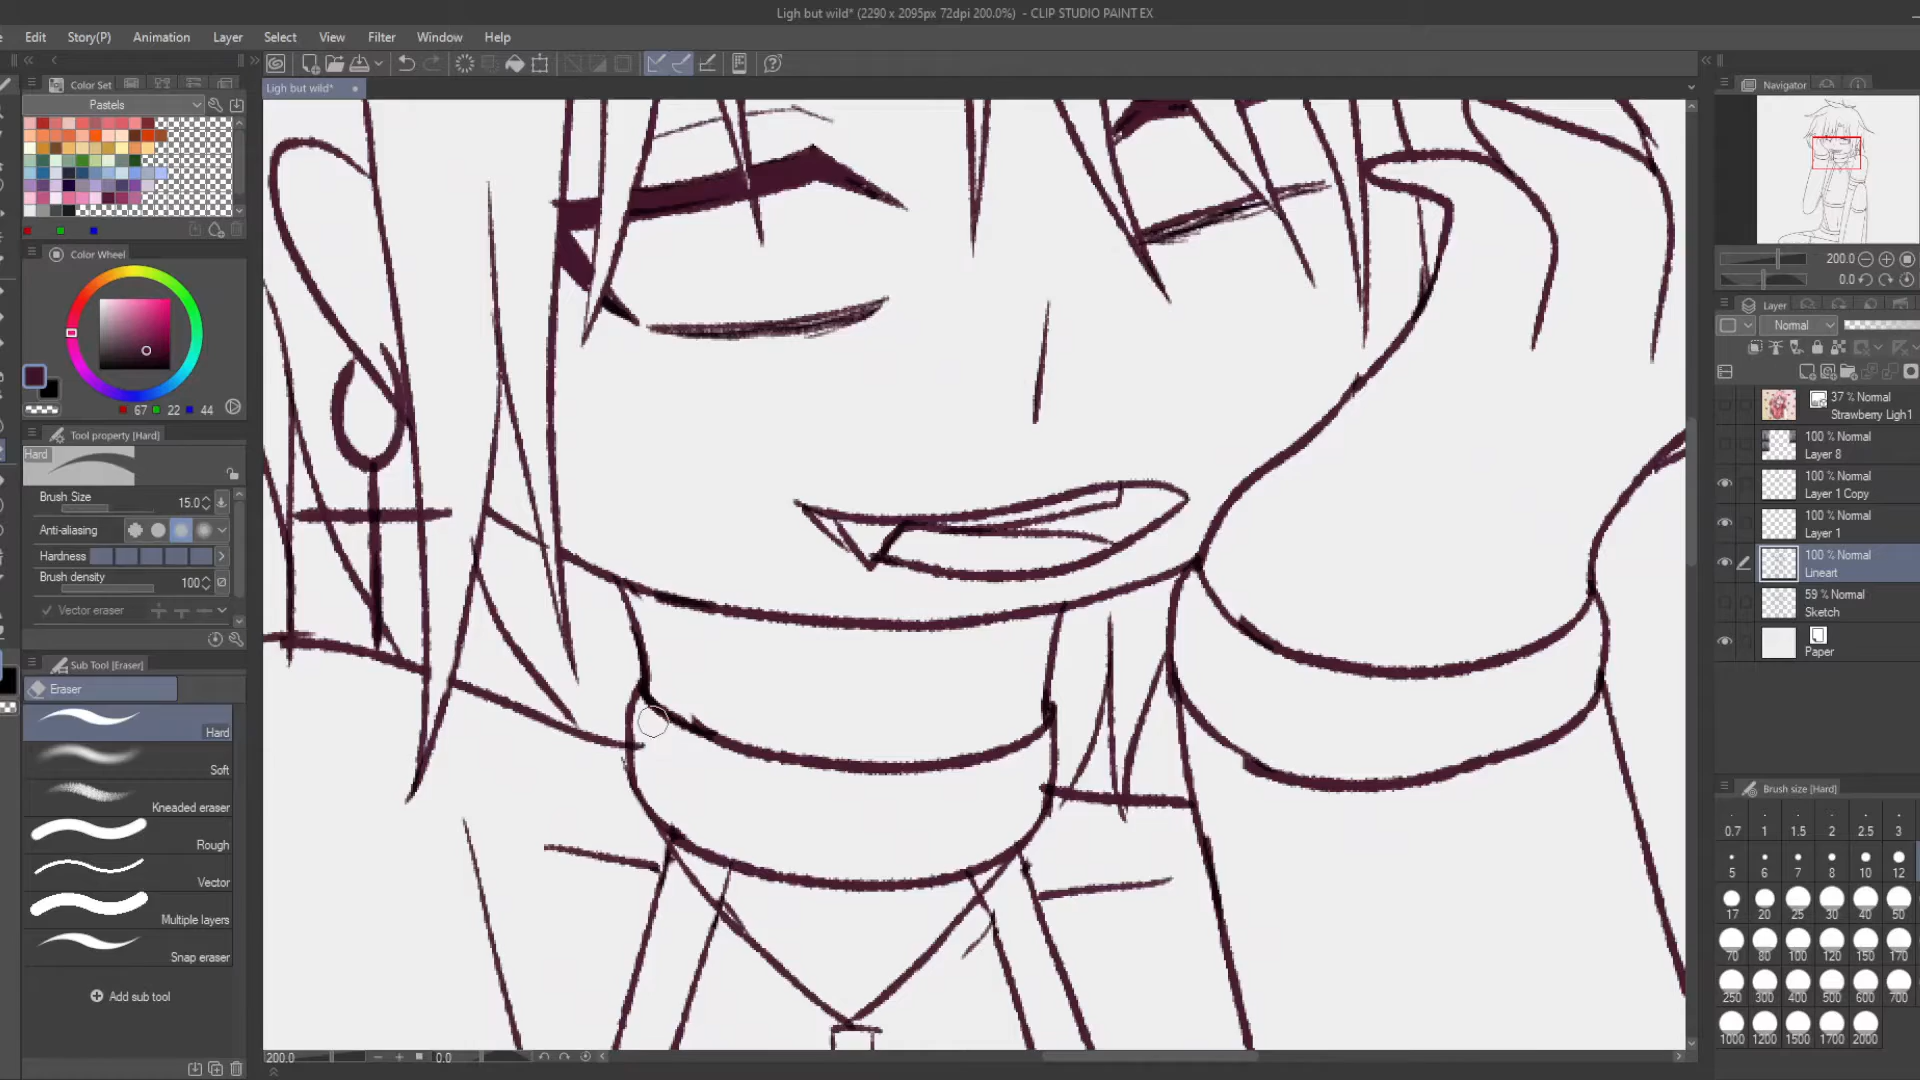 Ligh but wild* (2290 x 2095px 72dpi 200.0%) - CLIP STUDIO PAINT EX
Edit Story(P) Animation Layer Select View Filter Window Help
Color Set
Pastels
Color Wheel
67 22 44
Tool property [Hard]
Hard
Brush Size 15.0
Anti-aliasing
Hardness
Brush density 100
Vector eraser
Sub Tool [Eraser]
Eraser
Hard
Soft
Kneaded eraser
Rough
Vector
Multiple layers
Snap eraser
Add sub tool
Ligh but wild*
200.0 0.0
Navigator
200.0
0.0
Layer
Normal
37 % Normal
Strawberry Ligh1
100 % Normal
Layer 8
100 % Normal
Layer 1 Copy
100 % Normal
Layer 1
100 % Normal
Lineart
59 % Normal
Sketch
Paper
Brush size [Hard]
0.7 1 1.5 2 2.5 3
5 6 7 8 10 12
17 20 25 30 40 50
70 80 100 120 150 170
250 300 400 500 600 700
1000 1200 1500 1700 2000